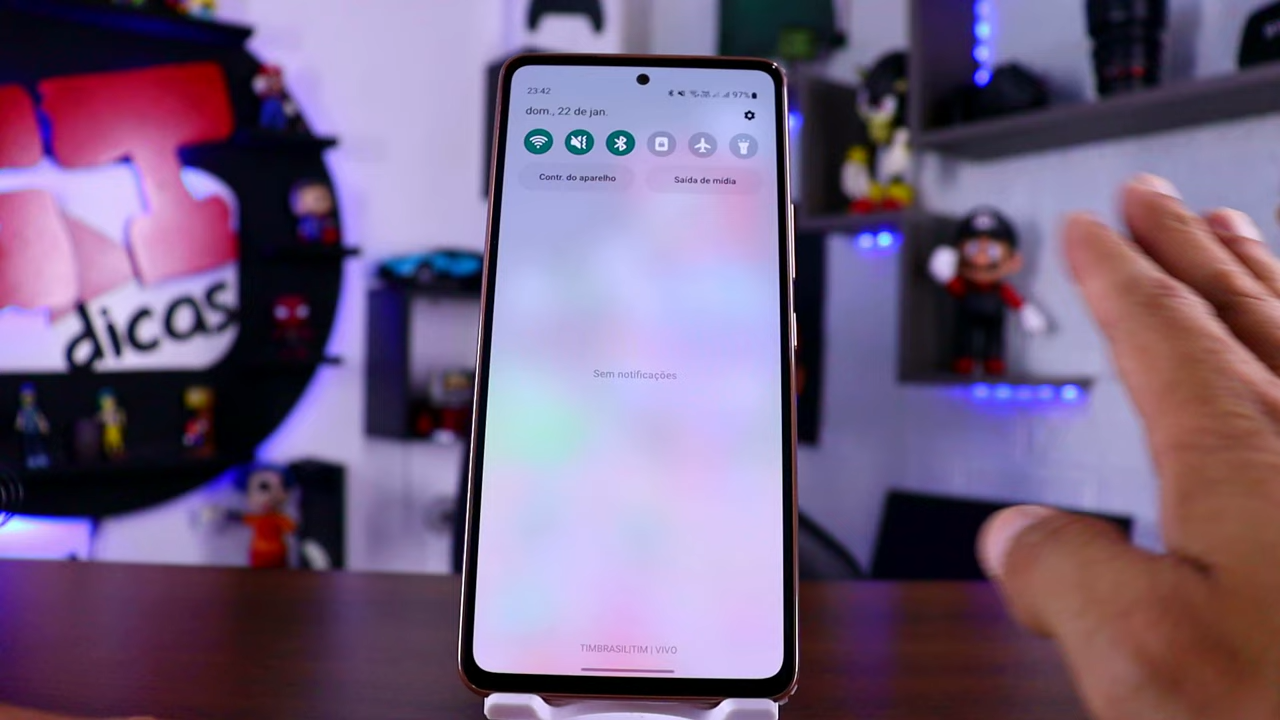 dicas
23:42
97%
dom., 22 de jan.
Contr. do aparelho
Saída de mídia
Sem notificações
TIMBRASIL|TIM | VIVO